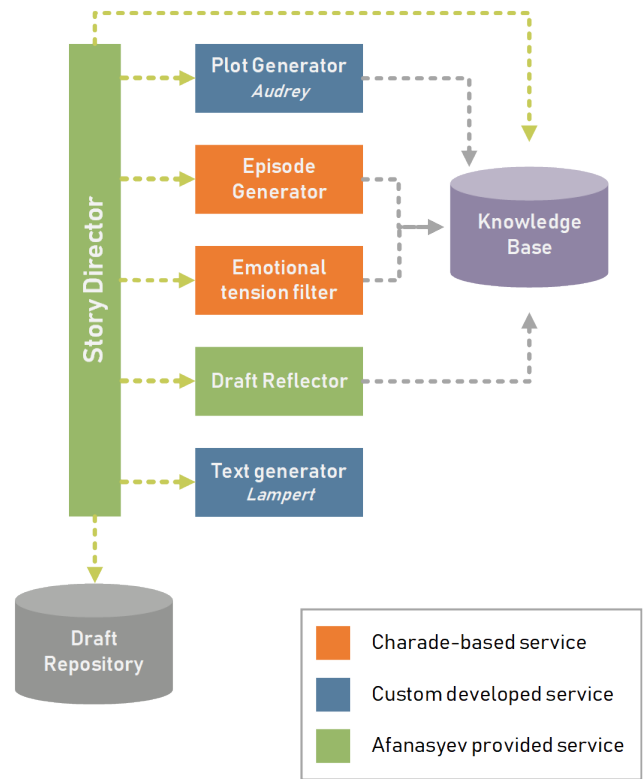 Story Director
Plot Generator
Audrey
Episode
Generator
Emotional
tension filter
Draft Reflector
Text generator
Lampert
Knowledge
Base
Draft
Repository
Charade-based service
Custom developed service
Afanasyev provided service